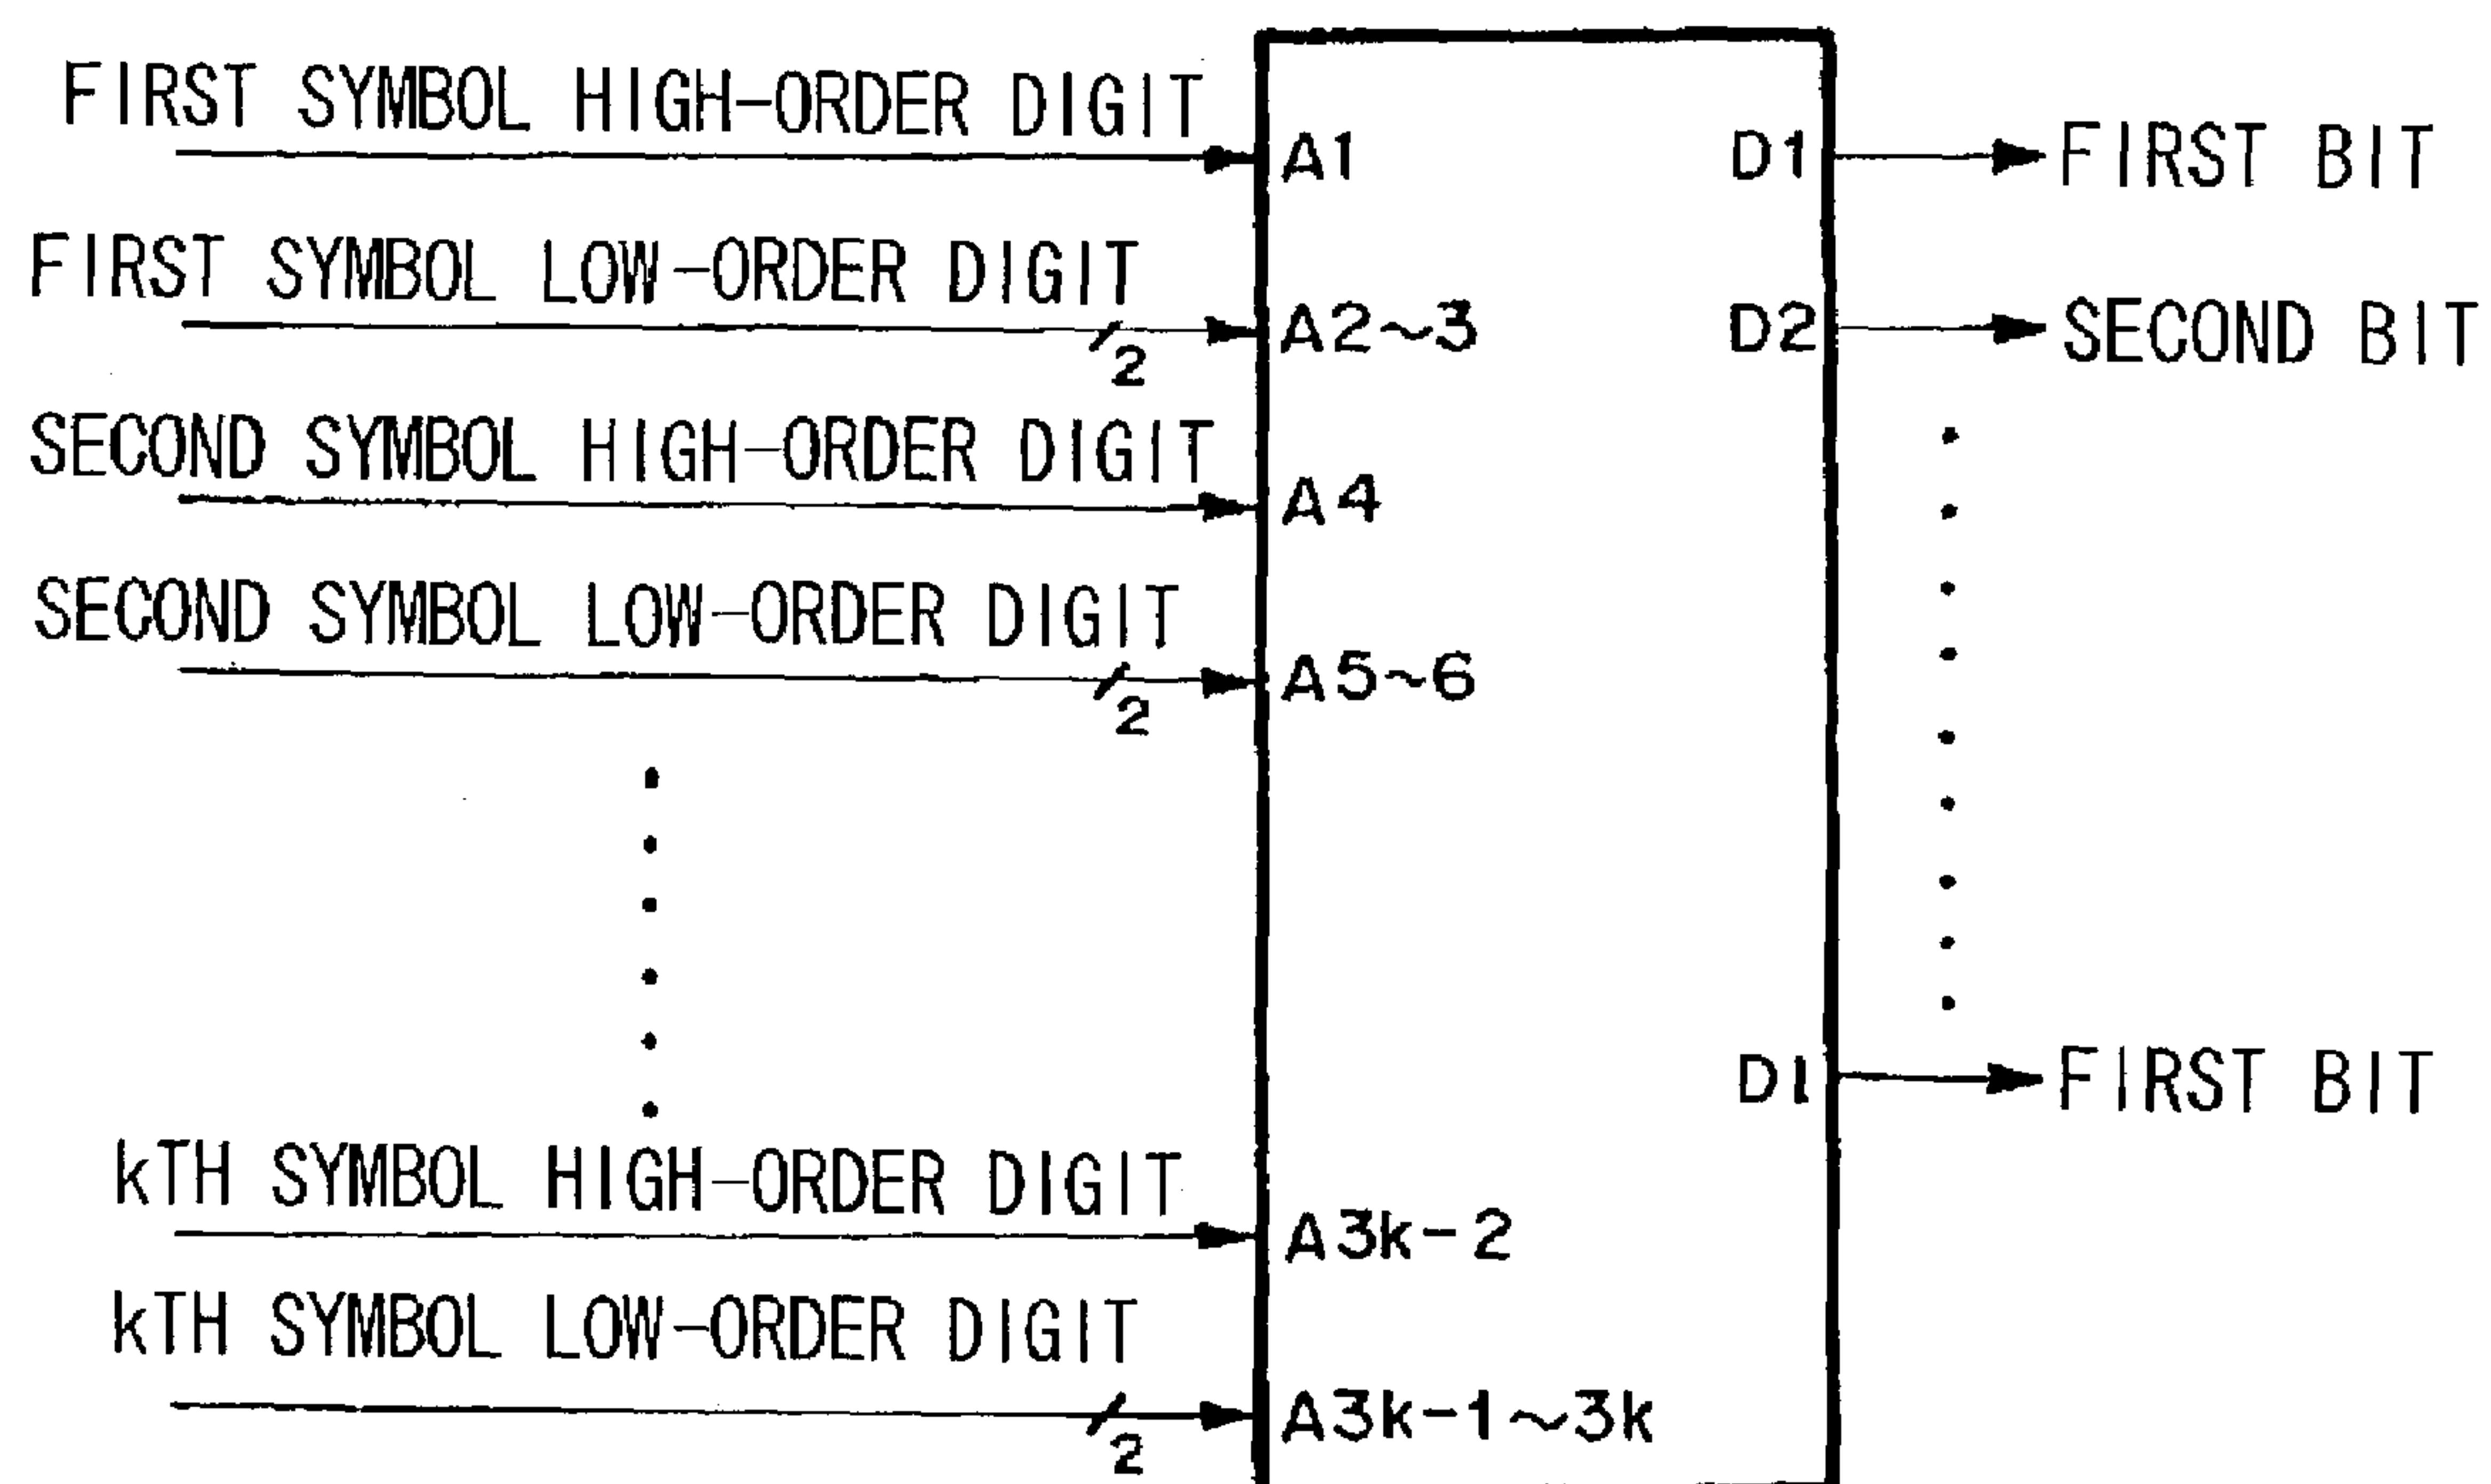 FIRST SYMBOL HIGH-ORDER DIGIT
A1 D1 FIRST BIT
FIRST SYMBOL LOW-ORDER DIGIT
2 A2~3 D2 SECOND BIT
SECOND SYMBOL HIGH-ORDER DIGIT
A4
SECOND SYMBOL LOW-ORDER DIGIT
2 A5~6
Dl FIRST BIT
kTH SYMBOL HIGH-ORDER DIGIT
A3k-2
kTH SYMBOL LOW-ORDER DIGIT
2 A3k-1~3k